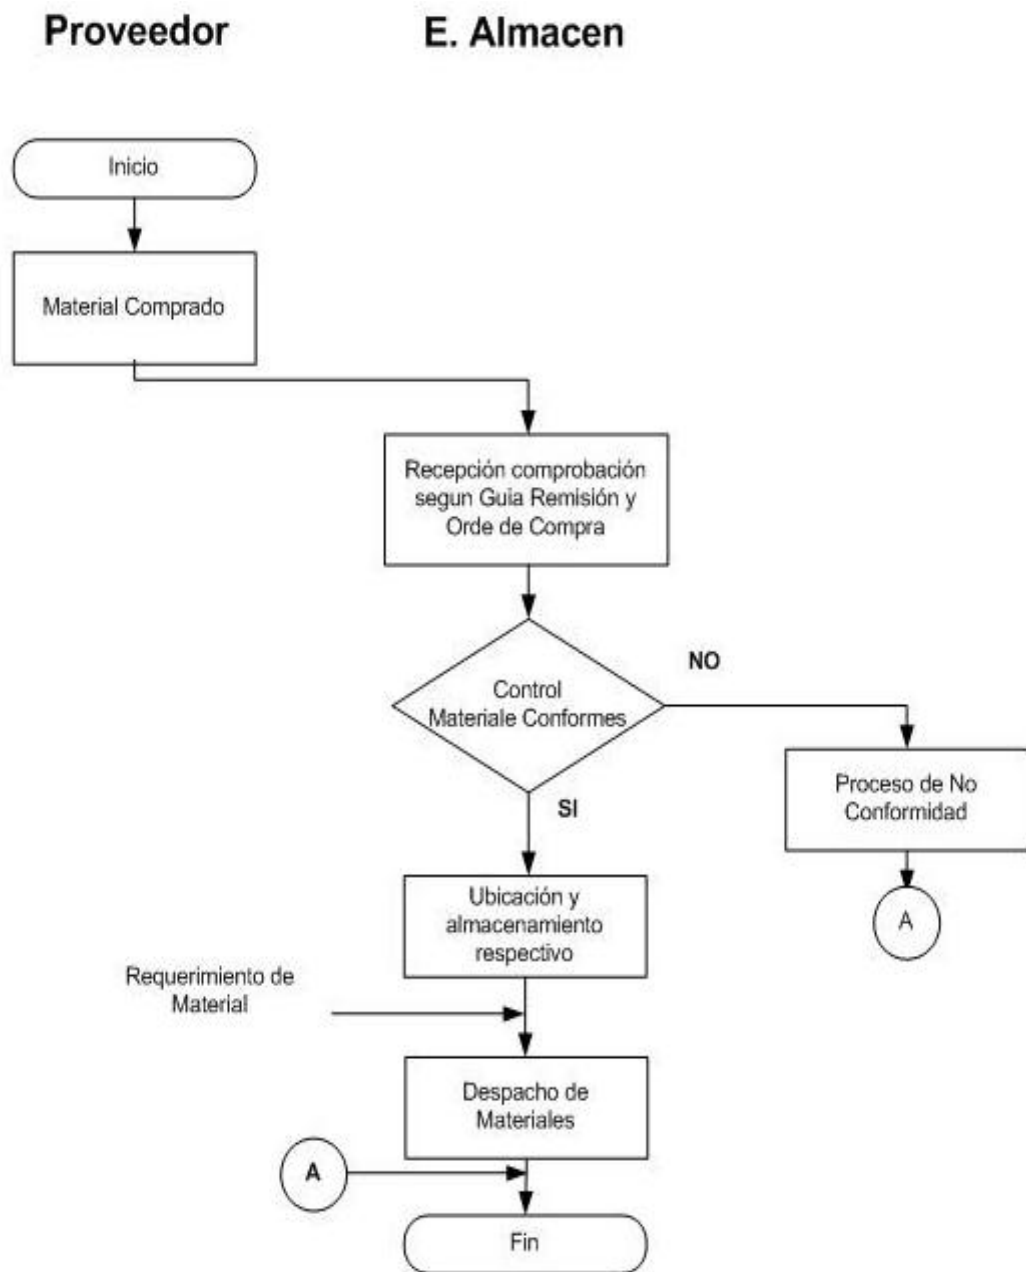 Proveedor
E. Almacen
Inicio
Material Comprado
Recepción comprobación
segun Guia Remisión y
Orde de Compra
Control
Materiale Conformes
NO
Proceso de No
Conformidad
A
SI
Ubicación y
almacenamiento
respectivo
Requerimiento de
Material
Despacho de
Materiales
A
Fin